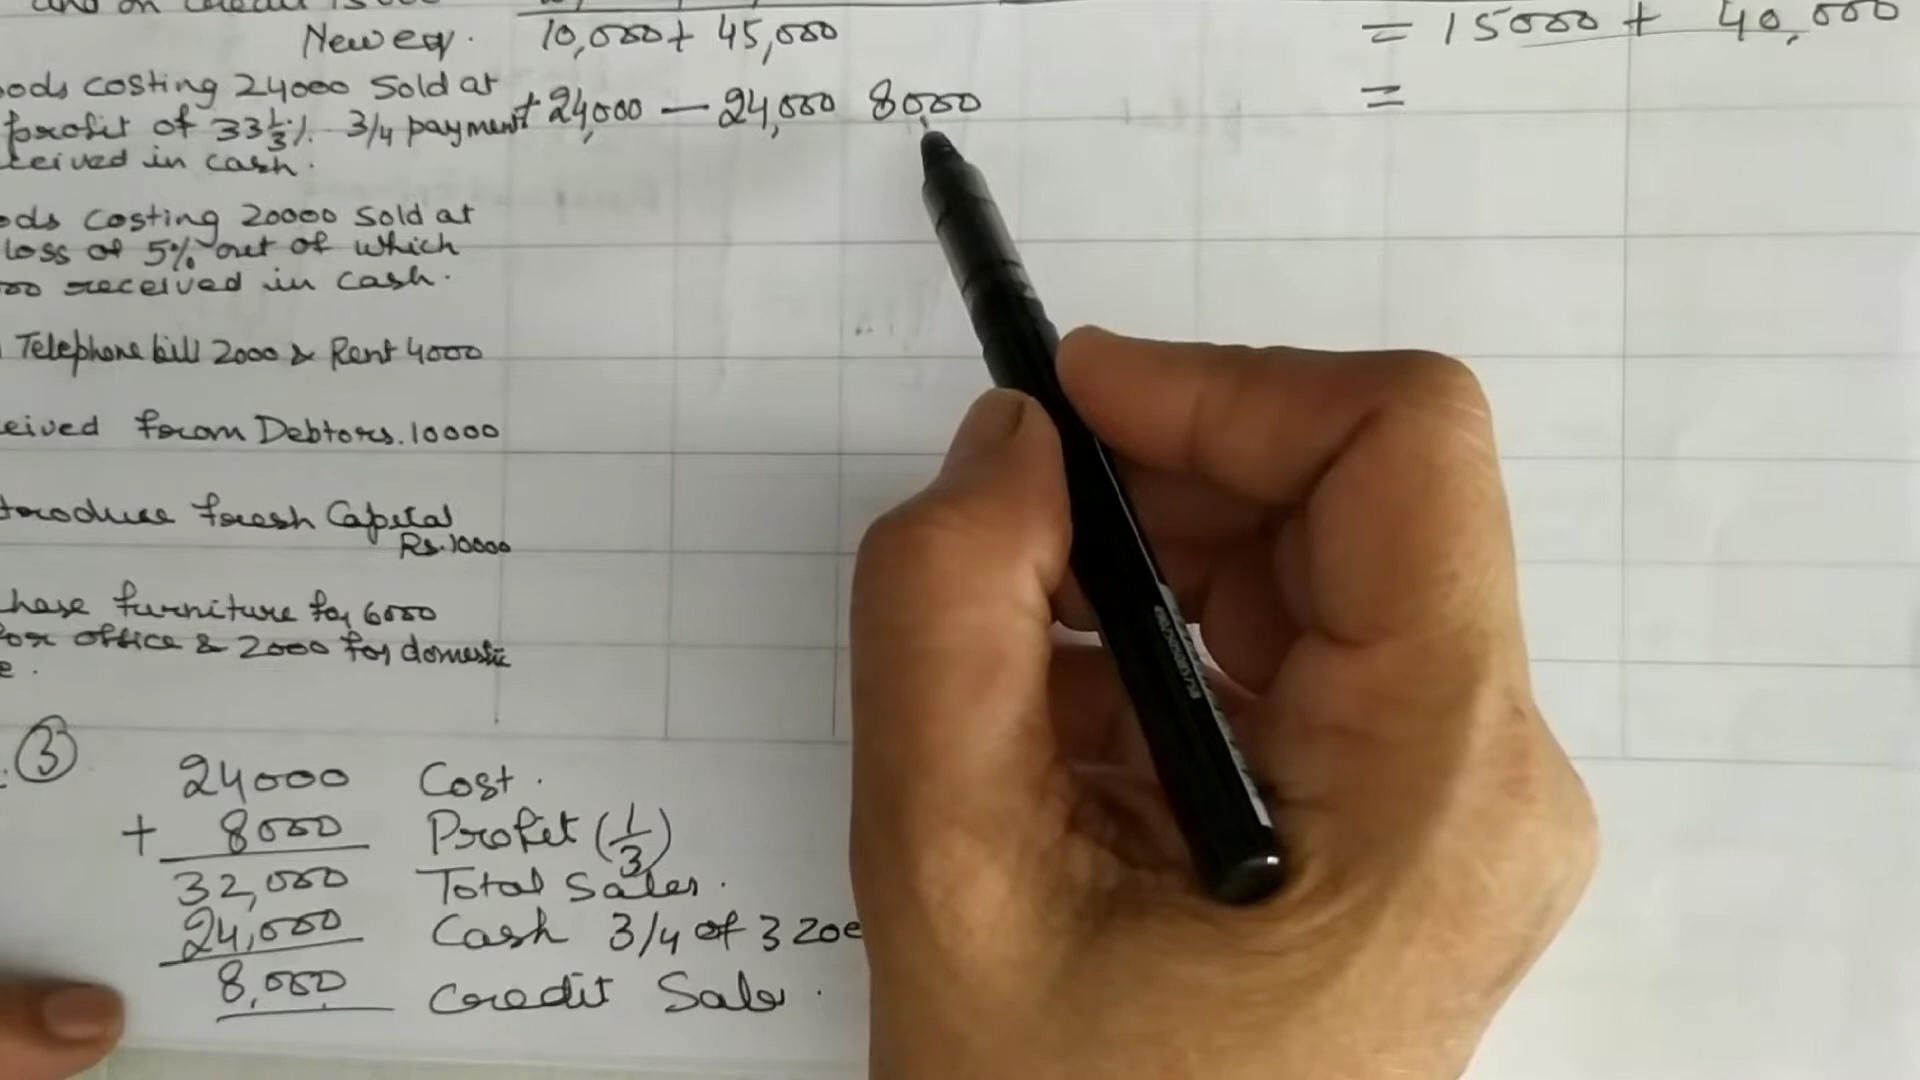 and on
New eq. 10,000 + 45,000 = 15000 + 40,000
ods costing 24000 Sold at
profit of 33 1/3 % 3/4 payment + 24,000 — 24,000 8000 =
ceived in cash.
ods costing 20000 sold at
loss of 5% out of which
00 received in cash.
Telephone bill 2000 & Rent 4000
eived from Debtors. 10000
troduce fresh Capital
Rs. 10000
hase furniture for 6000
for office & 2000 for domestic
e.
3
24000 Cost.
+ 8000 Profit (1/3)
32,000 Total Sales.
24,000 Cash 3/4 of 3200
8,000 Credit Sale.